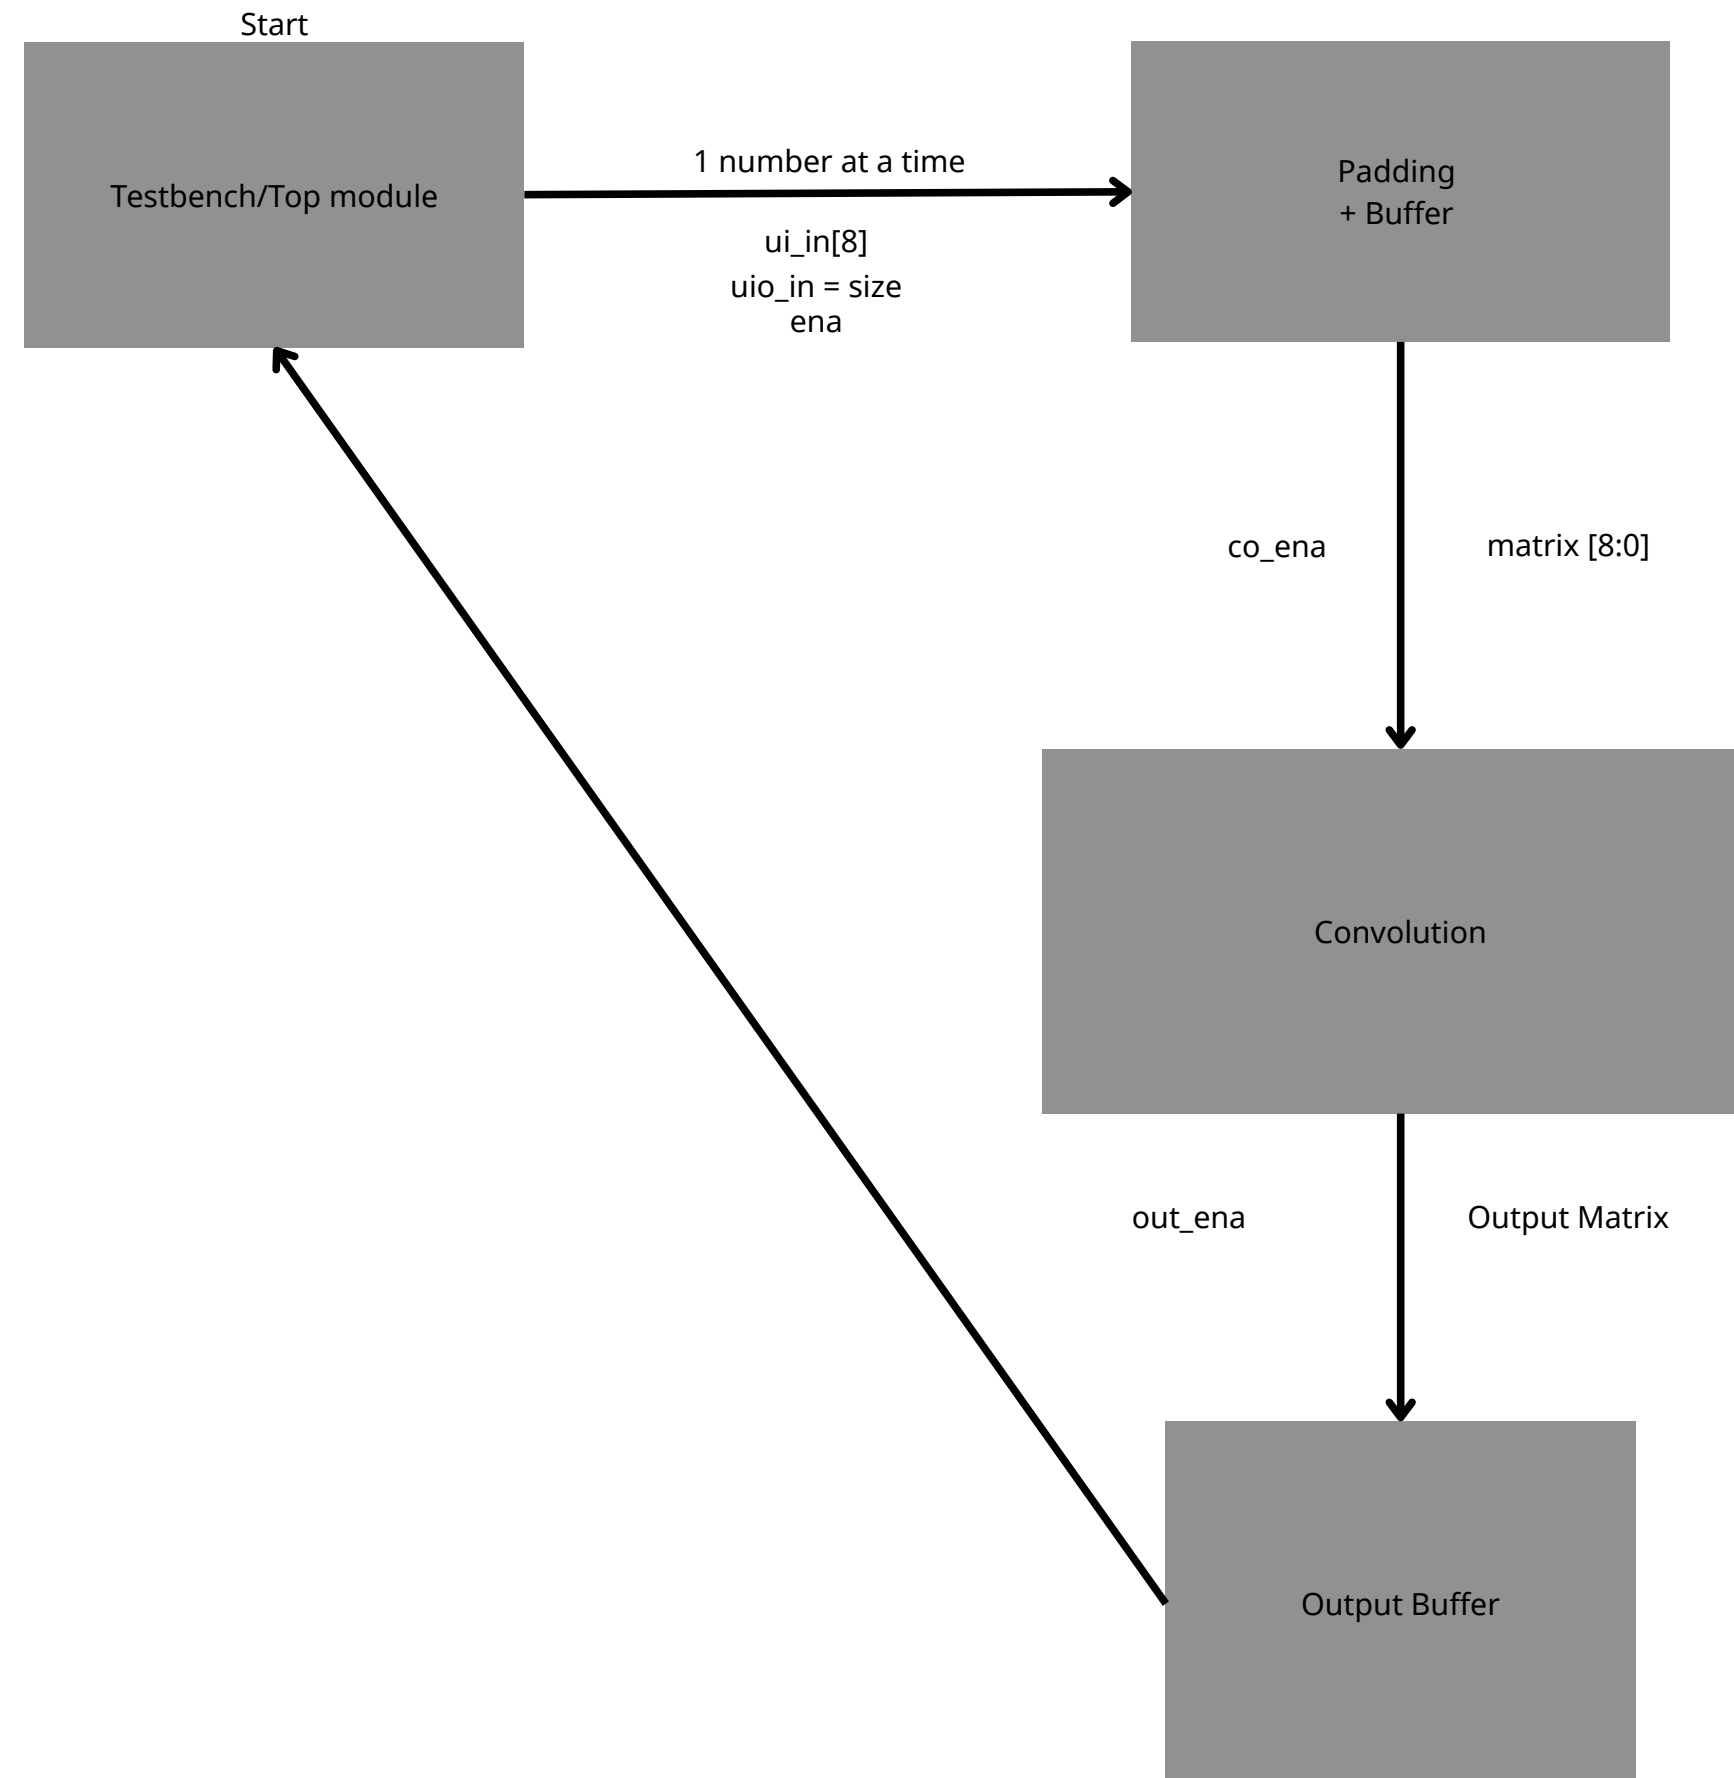 Start
Testbench/Top module
1 number at a time
ui_in[8]
uio_in = size
ena
Padding
+ Buffer
co_ena
matrix [8:0]
Convolution
out_ena
Output Matrix
Output Buffer